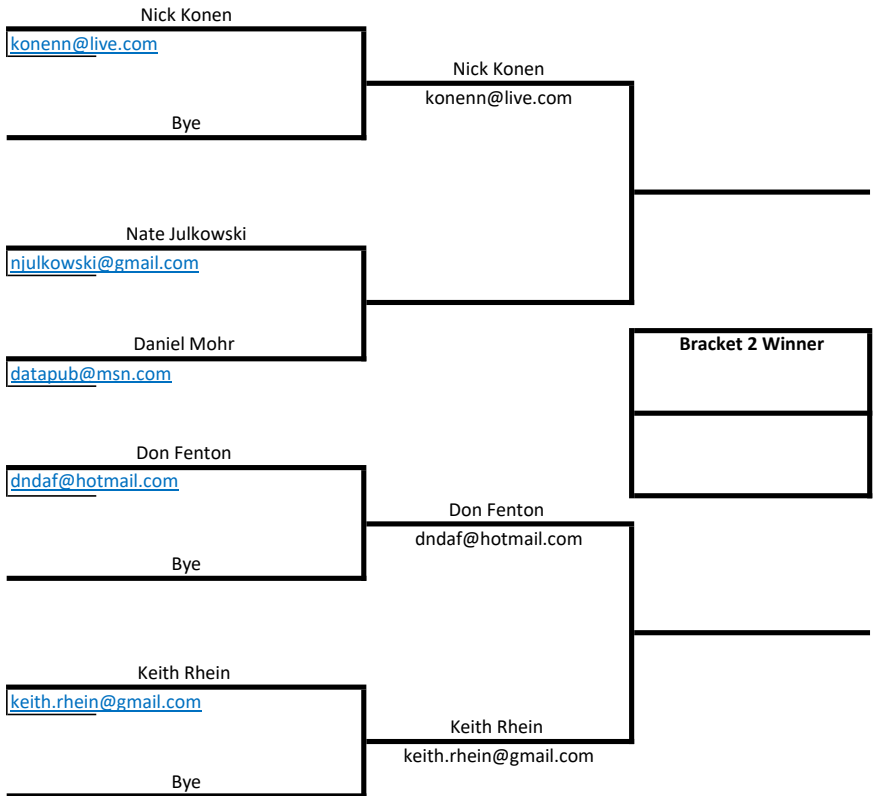 Nick Konen
konenn@live.com
Nick Konen
konenn@live.com
Bye
Nate Julkowski
njulkowski@gmail.com
Daniel Mohr
datapub@msn.com
Bracket 2 Winner
Don Fenton
dndaf@hotmail.com
Don Fenton
dndaf@hotmail.com
Bye
Keith Rhein
keith.rhein@gmail.com
Keith Rhein
keith.rhein@gmail.com
Bye